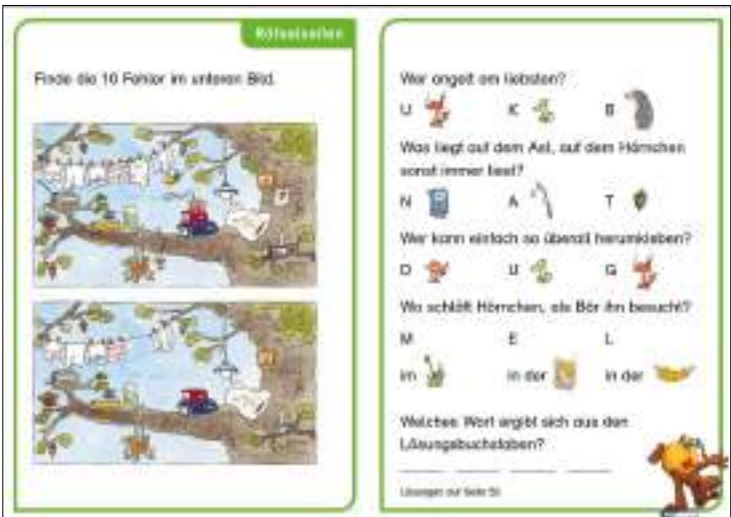 Rätselseiten
Finde die 10 Fehler im unteren Bild.
Wer angelt am liebsten?
U K B
Was liegt auf dem Ast, auf dem Hörnchen
sonst immer liest?
N A T
Wer kann einfach so überall herumkleben?
D U G
Wo schläft Hörnchen, als Bär ihn besucht?
M E L
im in der in der
Welches Wort ergibt sich aus den
Lösungsbuchstaben?
Lösungen auf Seite